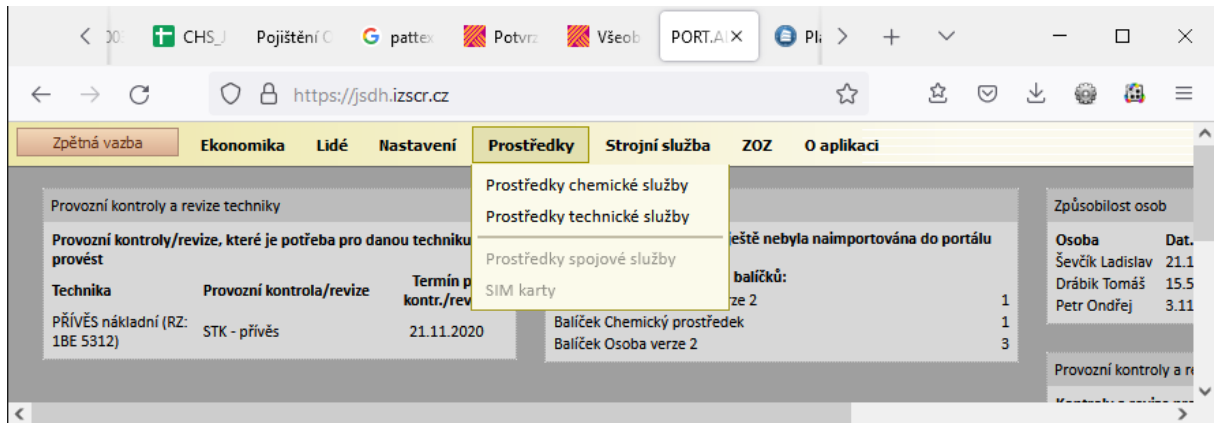 CHS_J
Pojištění
pattex
Potvrz
Všeob
PORT.AI
https://jsdh.izscr.cz
Zpětná vazba
Ekonomika
Lidé
Nastavení
Prostředky
Strojní služba
ZOZ
O aplikaci
Prostředky chemické služby
Prostředky technické služby
Prostředky spojové služby
SIM karty
Provozní kontroly a revize techniky
Provozní kontroly/revize, které je potřeba pro danou techniku
provést
Technika
Provozní kontrola/revize
Termín p
kontr./rev
PŘÍVĚS nákladní (RZ:
1BE 5312)
STK - přívěs
21.11.2020
ještě nebyla naimportována do portálu
balíčků:
rze 2 1
Balíček Chemický prostředek 1
Balíček Osoba verze 2 3
Způsobilost osob
Osoba Dat.
Ševčík Ladislav 21.1
Drábik Tomáš 15.5
Petr Ondřej 3.11
Provozní kontroly a re